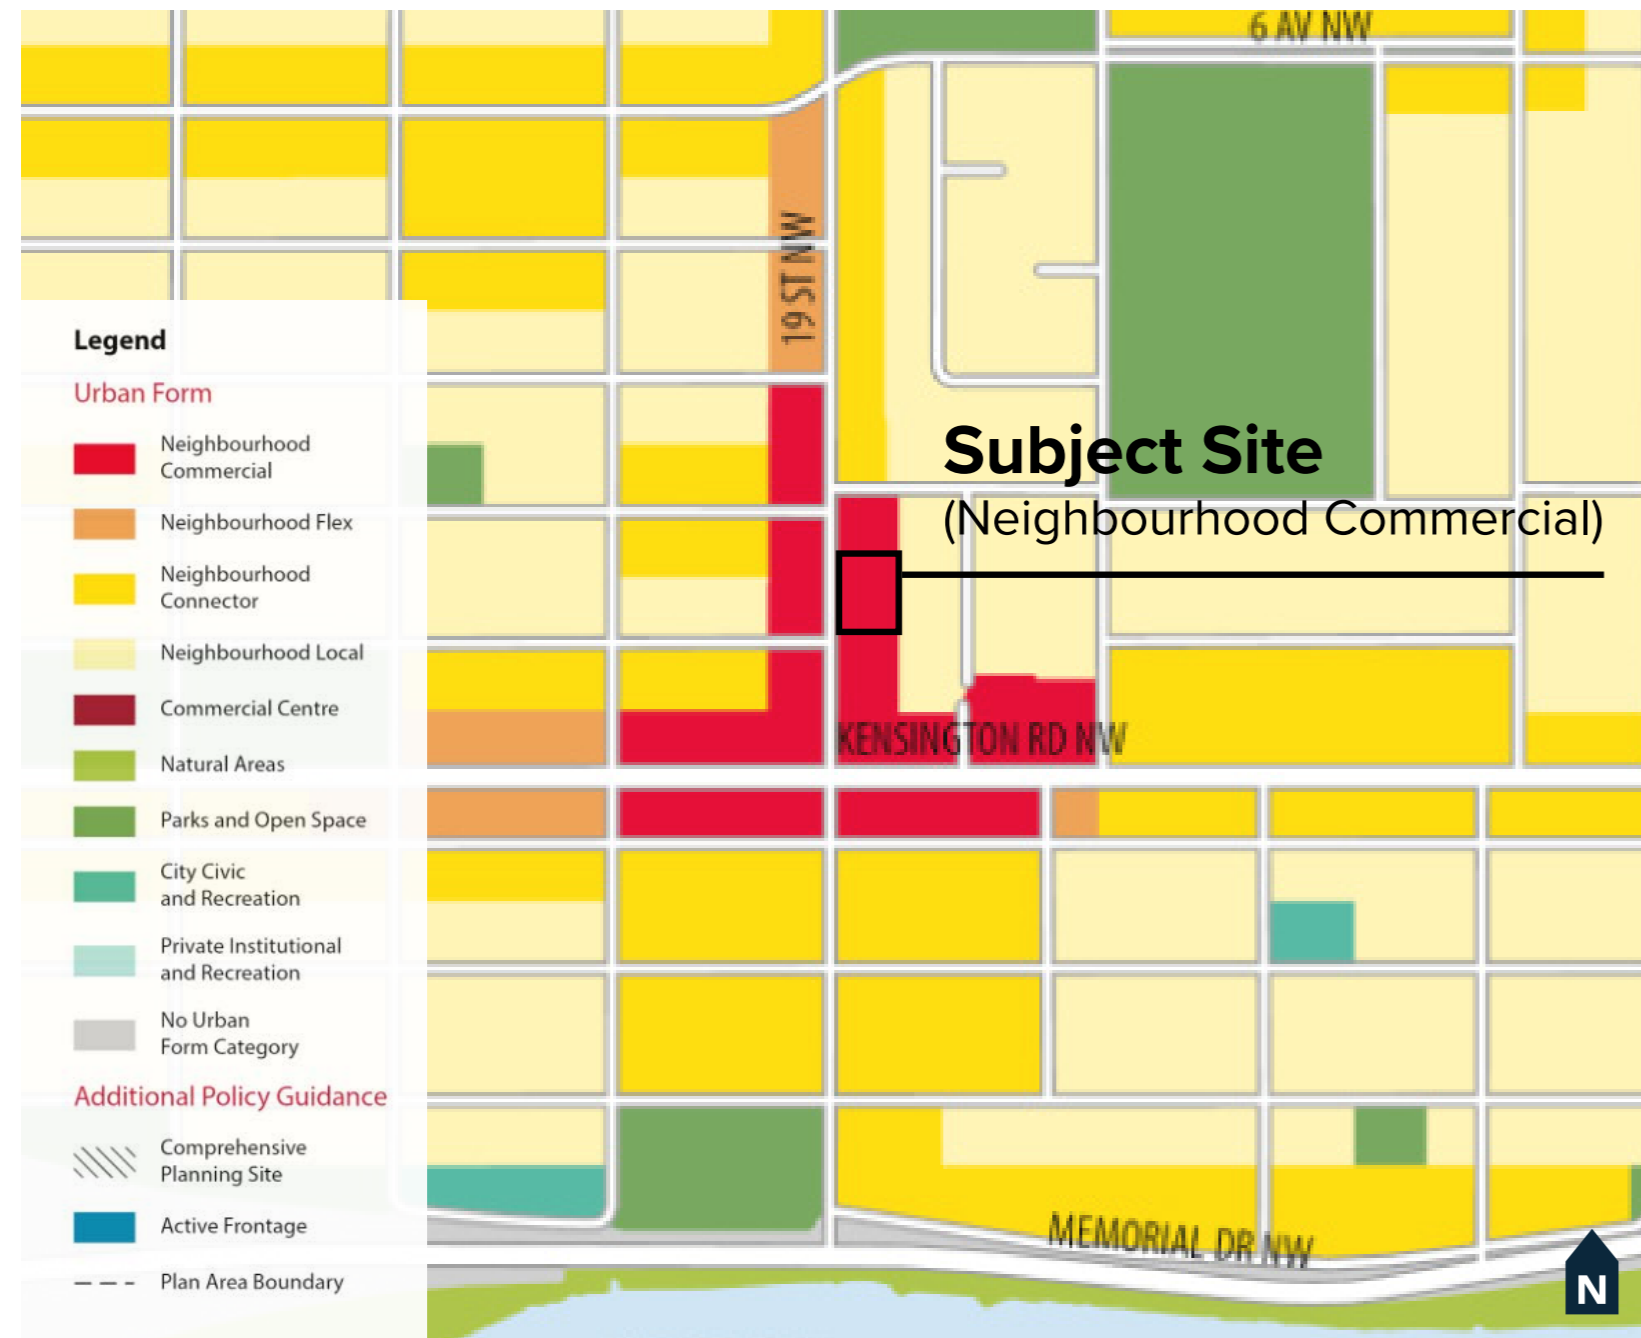 6 AV NW
19 ST NW
Legend
Urban Form
Neighbourhood
Commercial
Neighbourhood Flex
Neighbourhood
Connector
Neighbourhood Local
Commercial Centre
Natural Areas
Parks and Open Space
City Civic
and Recreation
Private Institutional
and Recreation
No Urban
Form Category
Additional Policy Guidance
Comprehensive
Planning Site
Active Frontage
Plan Area Boundary
Subject Site
(Neighbourhood Commercial)
KENSINGTON RD NW
MEMORIAL DR NW
N